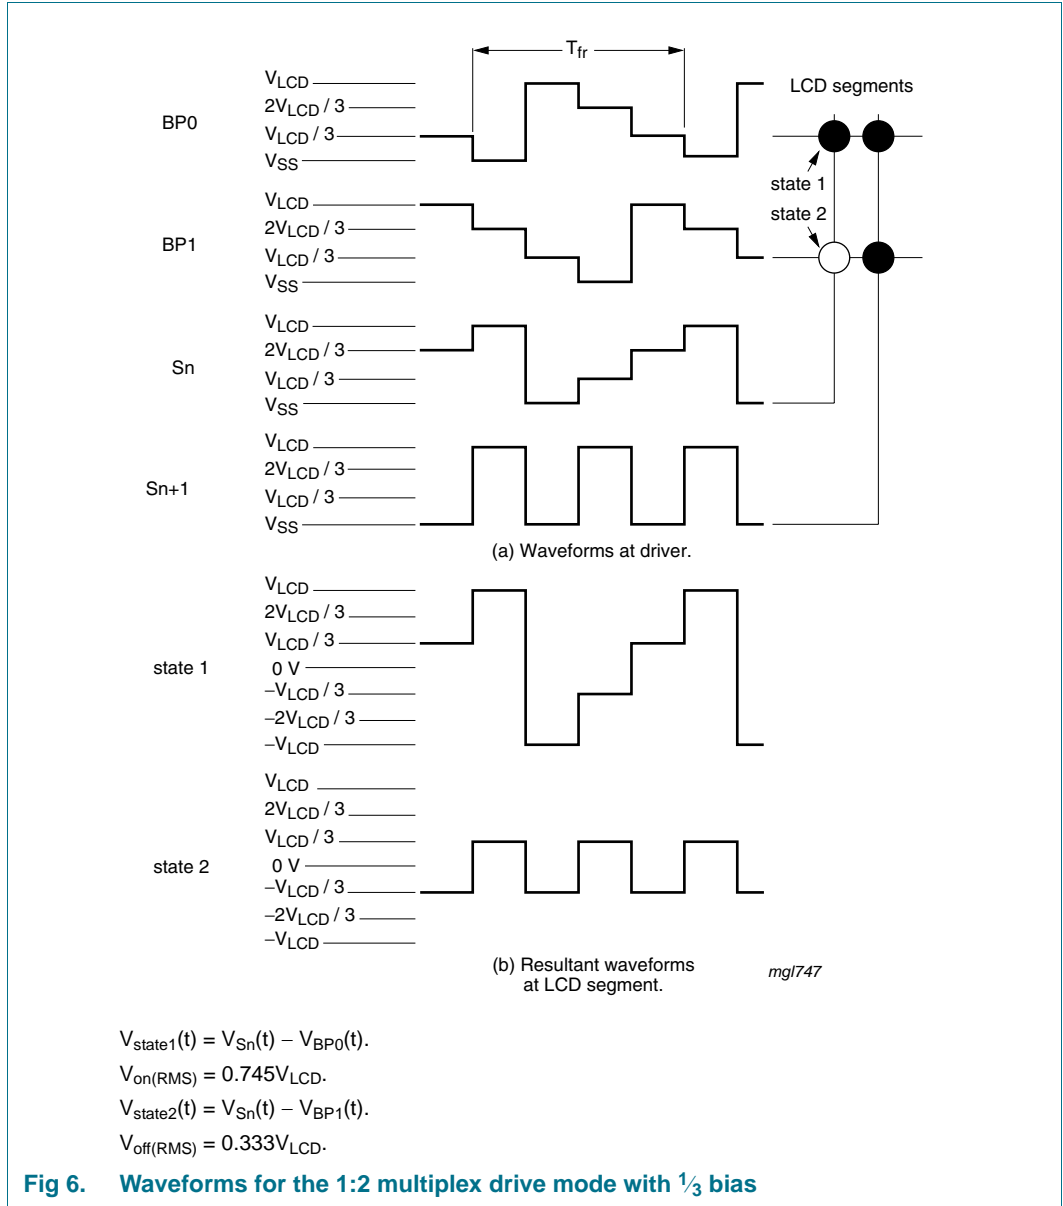 T_fr
V_LCD
2V_LCD / 3
V_LCD / 3
V_SS
BP0
LCD segments
state 1
state 2
V_LCD
2V_LCD / 3
V_LCD / 3
V_SS
BP1
V_LCD
2V_LCD / 3
V_LCD / 3
V_SS
Sn
V_LCD
2V_LCD / 3
V_LCD / 3
V_SS
Sn+1
(a) Waveforms at driver.
V_LCD
2V_LCD / 3
V_LCD / 3
0 V
−V_LCD / 3
−2V_LCD / 3
−V_LCD
state 1
V_LCD
2V_LCD / 3
V_LCD / 3
0 V
−V_LCD / 3
−2V_LCD / 3
−V_LCD
state 2
(b) Resultant waveforms
at LCD segment.
mgl747
V_state1(t) = V_Sn(t) − V_BP0(t).
V_on(RMS) = 0.745V_LCD.
V_state2(t) = V_Sn(t) − V_BP1(t).
V_off(RMS) = 0.333V_LCD.
Fig 6. Waveforms for the 1:2 multiplex drive mode with 1⁄3 bias